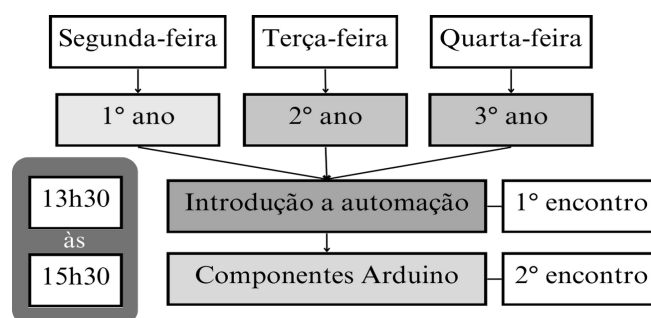 Segunda-feira
Terça-feira
Quarta-feira
1° ano
2° ano
3° ano
13h30
às
15h30
Introdução a automação
1° encontro
Componentes Arduino
2° encontro